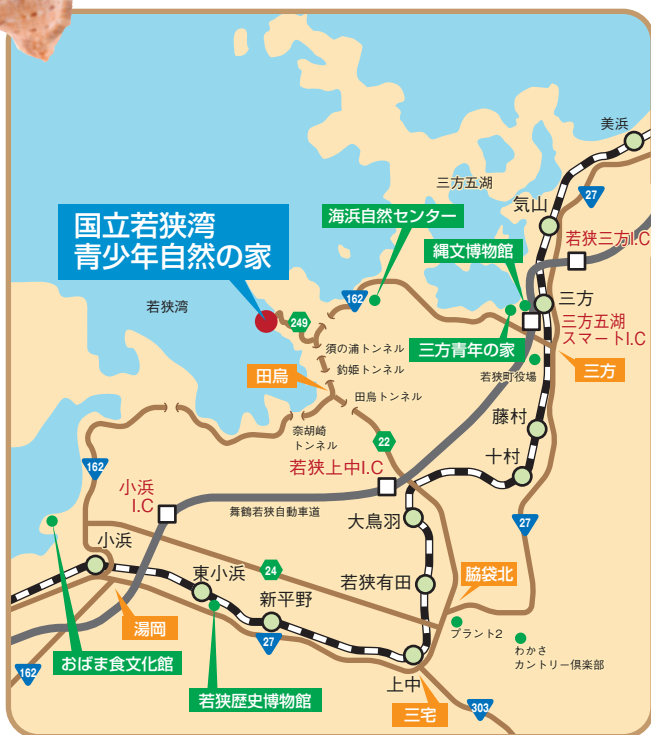 美浜
三方五湖
27
気山
海浜自然センター
国立若狭湾
青少年自然の家
縄文博物館
若狭三方I.C
162
三方
若狭湾
249
三方五湖
スマートI.C
須の浦トンネル
三方青年の家
釣姫トンネル
三方
田烏
若狭町役場
田烏トンネル
藤村
奈胡崎
トンネル
22
十村
162
若狭上中I.C
小浜
I.C
舞鶴若狭自動車道
大鳥羽
27
小浜
24
東小浜
若狭有田
脇袋北
新平野
湯岡
27
プラント2
わかさ
カントリー倶楽部
おばま食文化館
162
上中
若狭歴史博物館
三宅
303